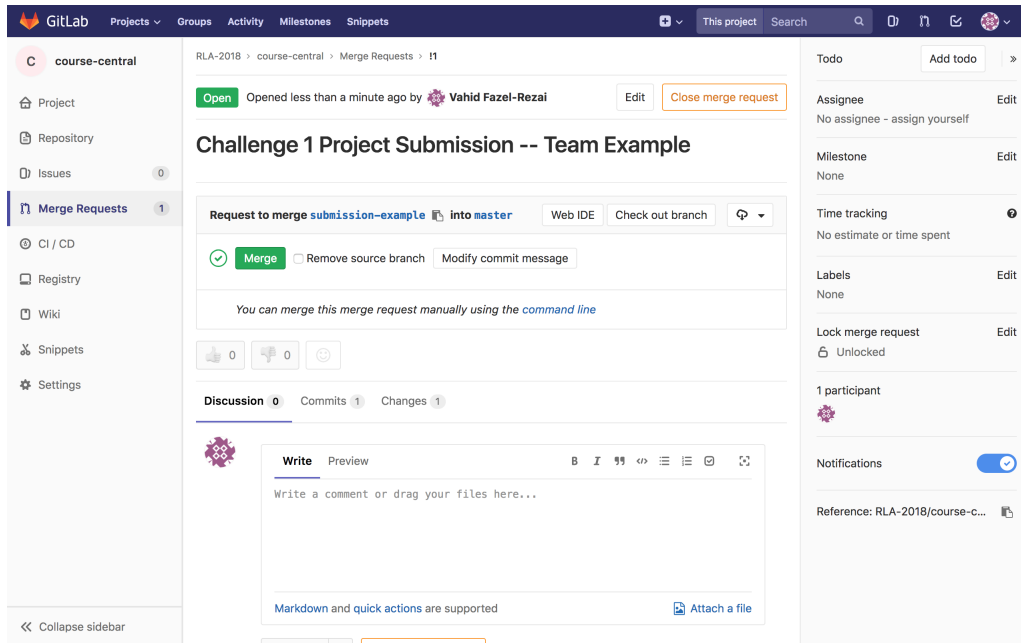 GitLab Projects Groups Activity Milestones Snippets This project Search
C course-central
Project
Repository
Issues 0
Merge Requests 1
CI / CD
Registry
Wiki
Snippets
Settings
Collapse sidebar
RLA-2018 › course-central › Merge Requests › !1
Open Opened less than a minute ago by Vahid Fazel-Rezai Edit Close merge request
Challenge 1 Project Submission -- Team Example
Request to merge submission-example into master Web IDE Check out branch
Merge Remove source branch Modify commit message
You can merge this merge request manually using the command line
0 0
Discussion 0 Commits 1 Changes 1
Write Preview
Write a comment or drag your files here...
Markdown and quick actions are supported Attach a file
Todo Add todo »
Assignee Edit
No assignee - assign yourself
Milestone Edit
None
Time tracking
No estimate or time spent
Labels Edit
None
Lock merge request Edit
Unlocked
1 participant
Notifications
Reference: RLA-2018/course-c...